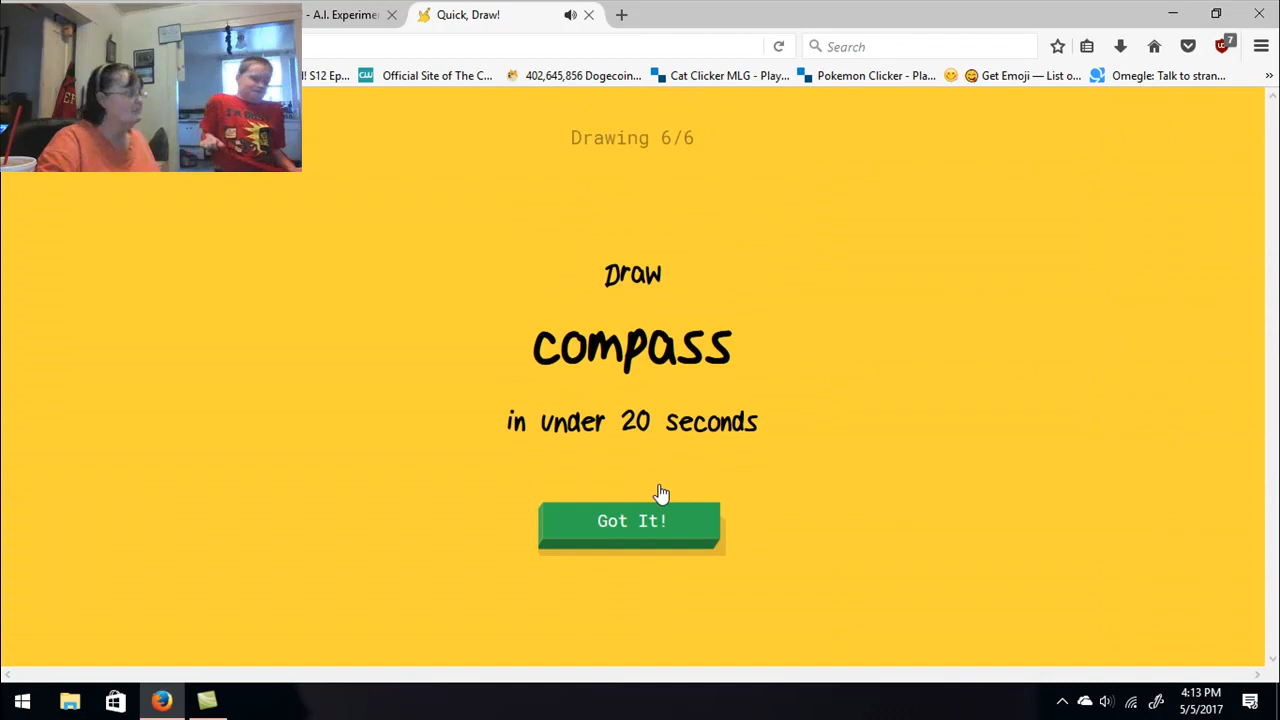 - A.I. Experime
Quick, Draw!
Search
7
! S12 Ep...
CW
Official Site of The C...
402,645,856 Dogecoin...
Cat Clicker MLG - Play...
Pokemon Clicker - Pla...
Get Emoji — List o...
Omegle: Talk to stran...
Drawing 6/6
Draw
compass
in under 20 seconds
Got It!
4:13 PM
5/5/2017